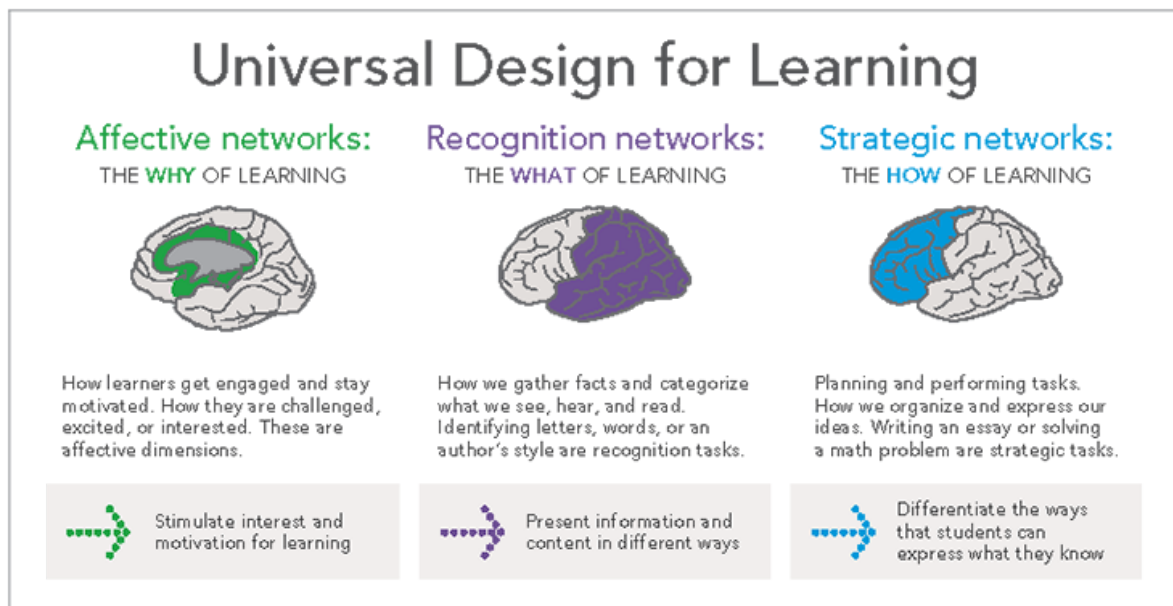 Universal Design for Learning
Affective networks:
THE WHY OF LEARNING
How learners get engaged and stay
motivated. How they are challenged,
excited, or interested. These are
affective dimensions.
Stimulate interest and
motivation for learning
Recognition networks:
THE WHAT OF LEARNING
How we gather facts and categorize
what we see, hear, and read.
Identifying letters, words, or an
author's style are recognition tasks.
Present information and
content in different ways
Strategic networks:
THE HOW OF LEARNING
Planning and performing tasks.
How we organize and express our
ideas. Writing an essay or solving
a math problem are strategic tasks.
Differentiate the ways
that students can
express what they know